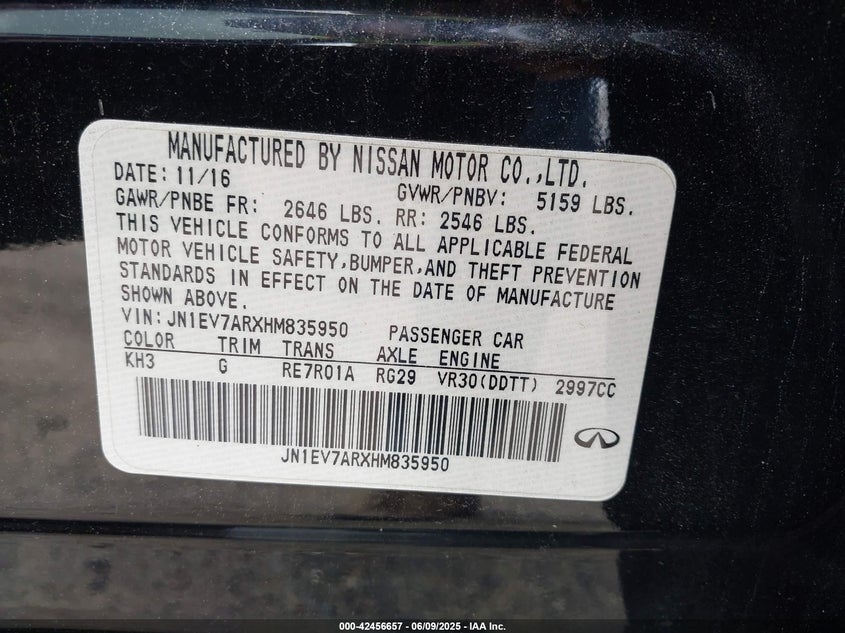 MANUFACTURED BY NISSAN MOTOR CO.,LTD.
DATE: 11/16 GVWR/PNBV: 5159 LBS.
GAWR/PNBE FR: 2646 LBS. RR: 2546 LBS.
THIS VEHICLE CONFORMS TO ALL APPLICABLE FEDERAL
MOTOR VEHICLE SAFETY,BUMPER,AND THEFT PREVENTION
STANDARDS IN EFFECT ON THE DATE OF MANUFACTURE
SHOWN ABOVE.
VIN: JN1EV7ARXHM835950 PASSENGER CAR
COLOR TRIM TRANS AXLE ENGINE
KH3 G RE7R01A RG29 VR30(DDTT) 2997CC
JN1EV7ARXHM835950
000-42456657 | 06/09/2025 | IAA Inc.